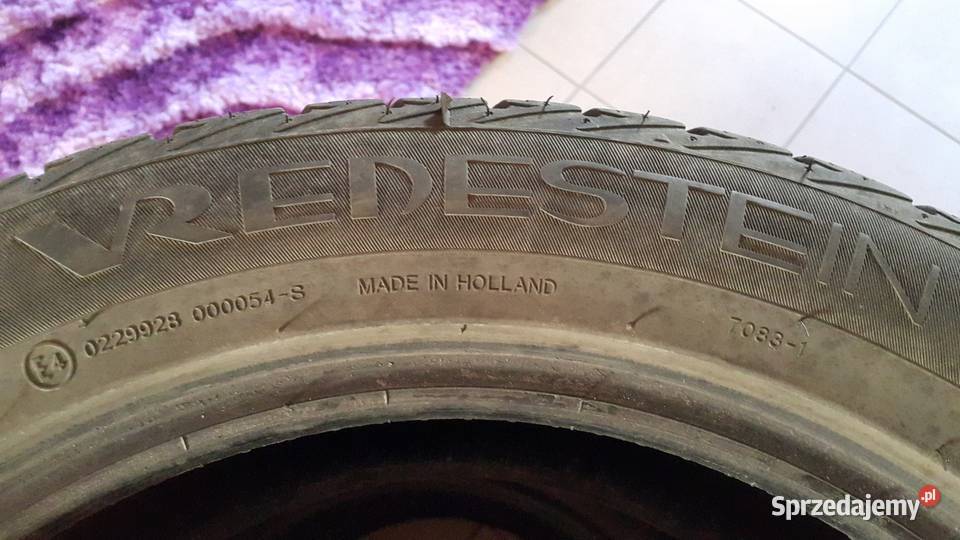 VREDESTEIN
MADE IN HOLLAND
E4 0229928 000054-S
7083-1
Sprzedajemy.pl